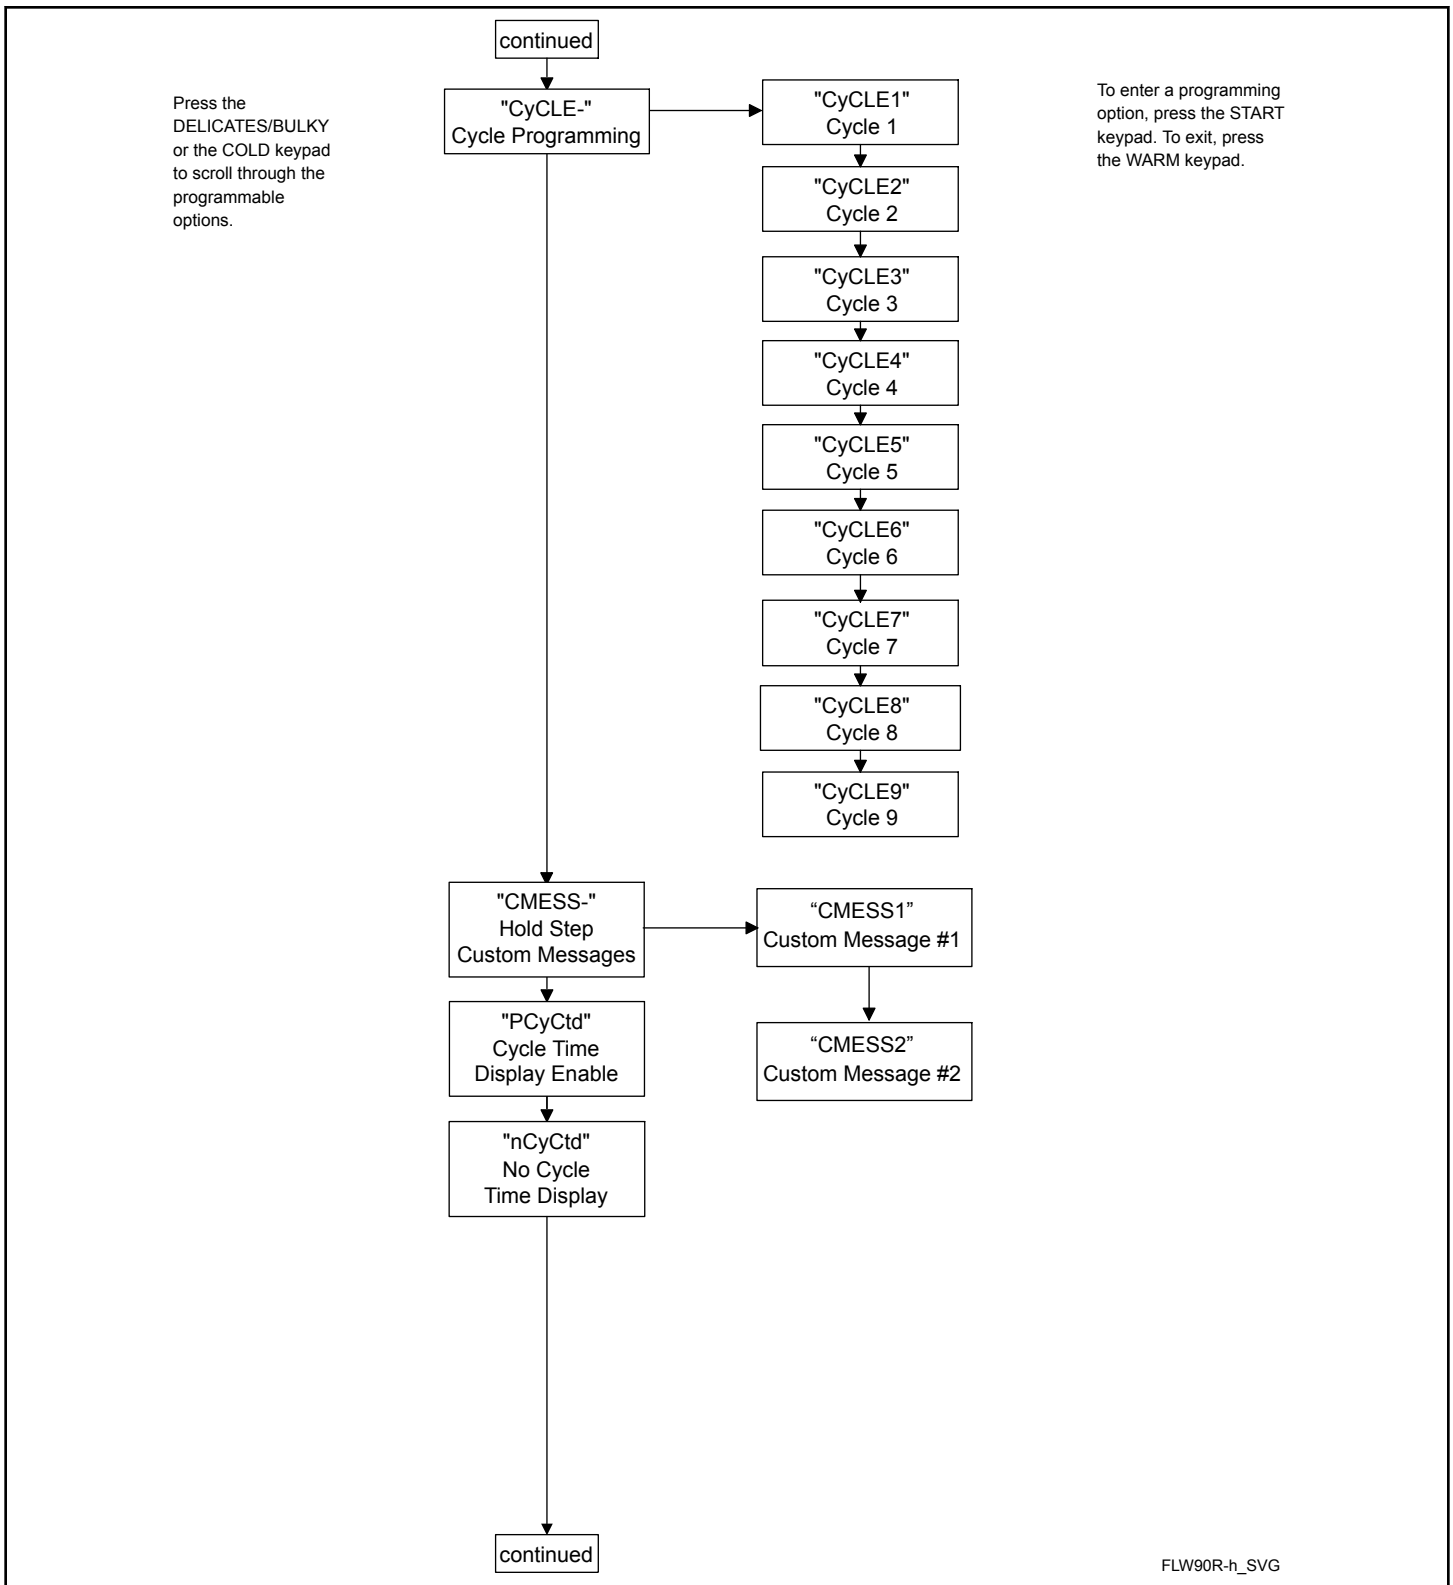 continued
Press the
DELICATES/BULKY
or the COLD keypad
to scroll through the
programmable
options.
"CyCLE-"
Cycle Programming
"CyCLE1"
Cycle 1
To enter a programming
option, press the START
keypad. To exit, press
the WARM keypad.
"CyCLE2"
Cycle 2
"CyCLE3"
Cycle 3
"CyCLE4"
Cycle 4
"CyCLE5"
Cycle 5
"CyCLE6"
Cycle 6
"CyCLE7"
Cycle 7
"CyCLE8"
Cycle 8
"CyCLE9"
Cycle 9
"CMESS-"
Hold Step
Custom Messages
“CMESS1”
Custom Message #1
"PCyCtd"
Cycle Time
Display Enable
“CMESS2”
Custom Message #2
"nCyCtd"
No Cycle
Time Display
continued
FLW90R-h_SVG